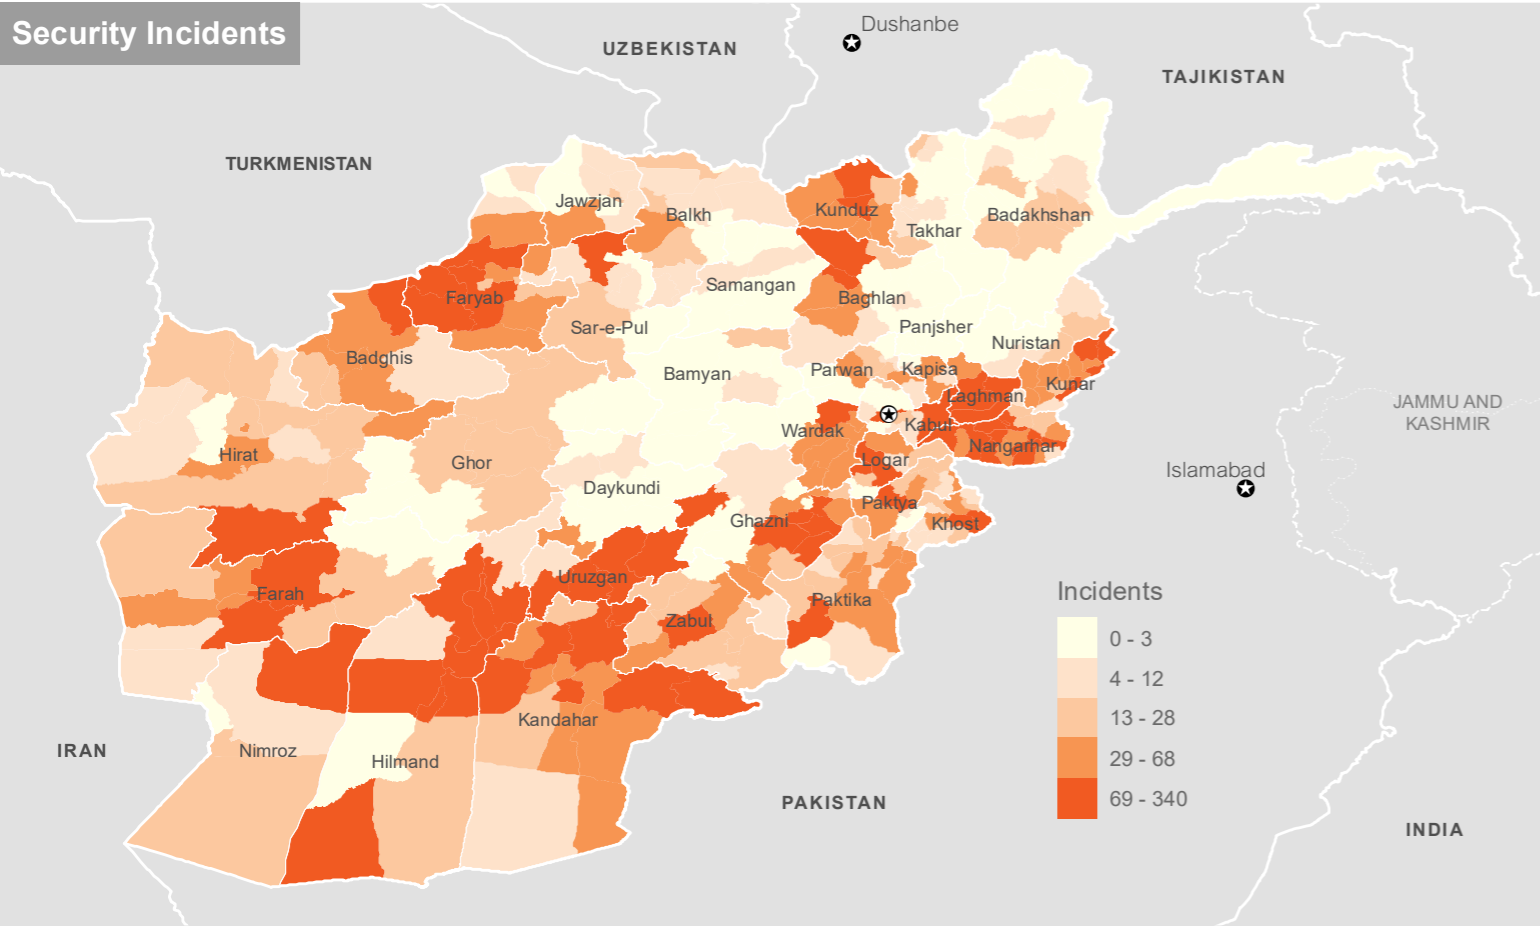 Security Incidents
Dushanbe
UZBEKISTAN
TAJIKISTAN
TURKMENISTAN
Jawzjan
Balkh
Kunduz
Takhar
Badakhshan
Faryab
Samangan
Baghlan
Sar-e-Pul
Panjsher
Nuristan
Badghis
Bamyan
Parwan
Kapisa
Kunar
Laghman
JAMMU AND
KASHMIR
Wardak
Kabul
Nangarhar
Hirat
Ghor
Logar
Islamabad
Daykundi
Paktya
Ghazni
Khost
Uruzgan
Farah
Paktika
Zabul
Incidents
0 - 3
4 - 12
13 - 28
29 - 68
69 - 340
Kandahar
IRAN
Nimroz
Hilmand
PAKISTAN
INDIA